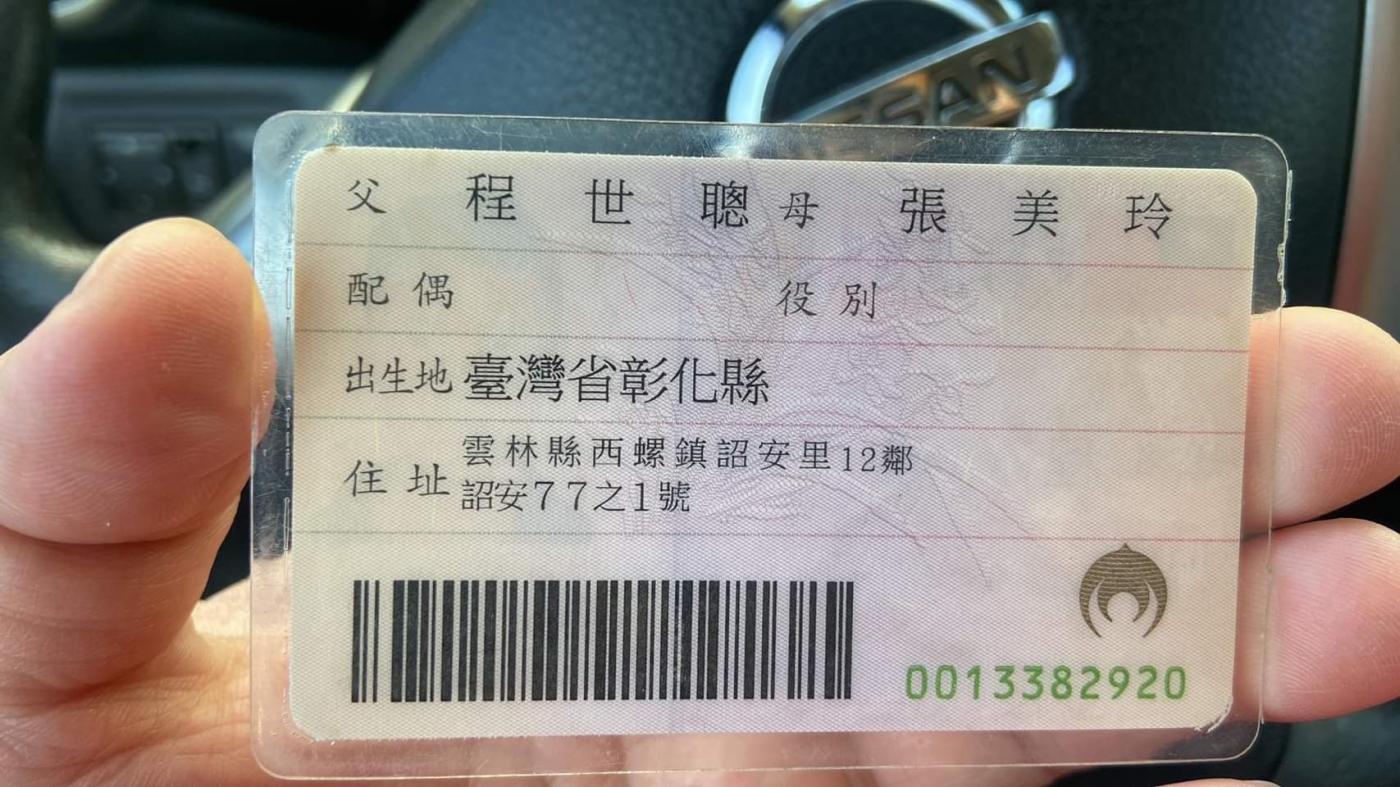 SSAN
父 程世聰 母 張美玲
配偶 役別
出生地 臺灣省彰化縣
住址 雲林縣西螺鎮詔安里12鄰
詔安77之1號
0013382920